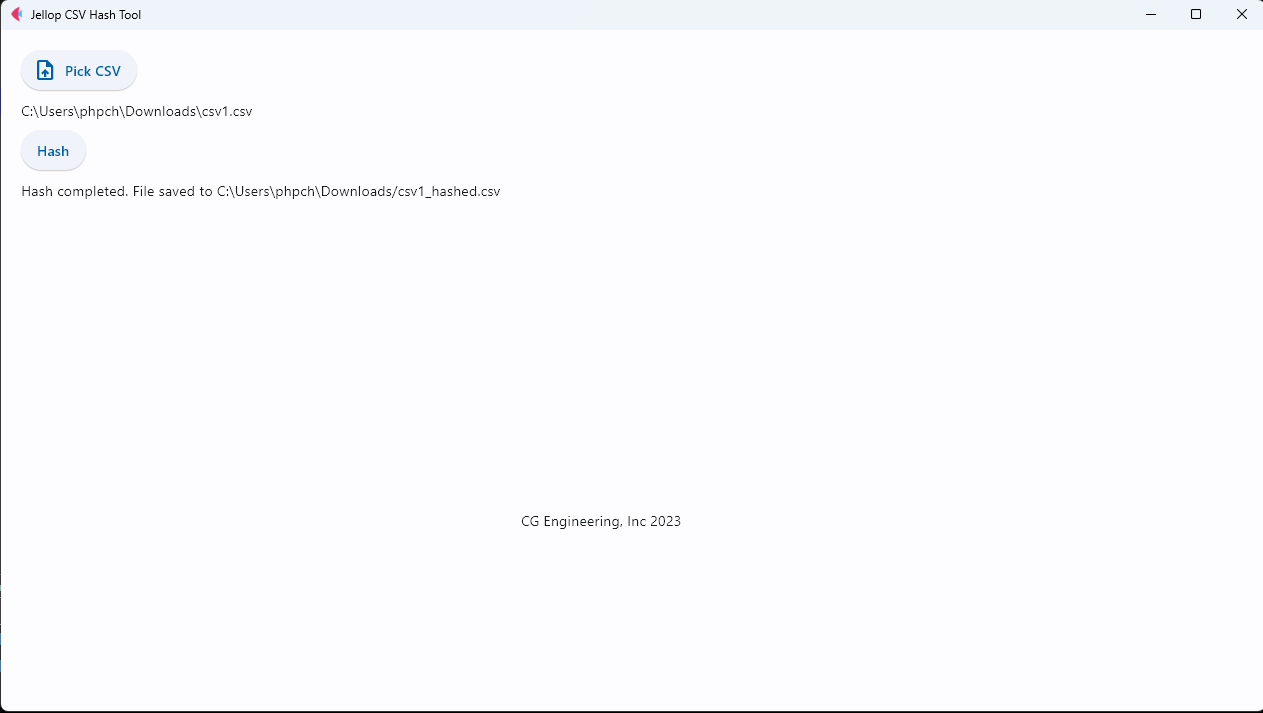 Jellop CSV Hash Tool
Pick CSV
C:\Users\phpch\Downloads\csv1.csv
Hash
Hash completed. File saved to C:\Users\phpch\Downloads/csv1_hashed.csv
CG Engineering, Inc 2023